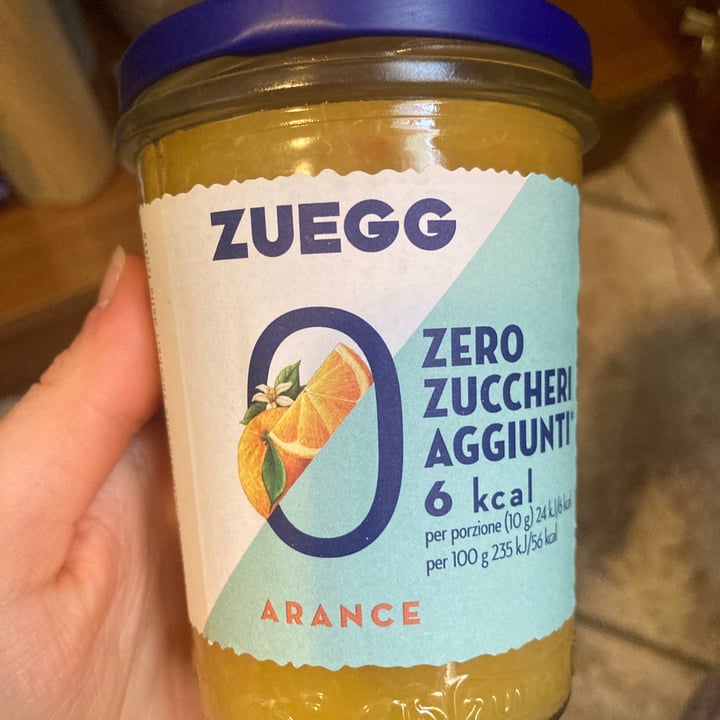 ZUEGG
0
ZERO
ZUCCHERI
AGGIUNTI*
6 kcal
per porzione (10 g) 24 kJ/6 kcal
per 100 g 235 kJ/56 kcal
ARANCE